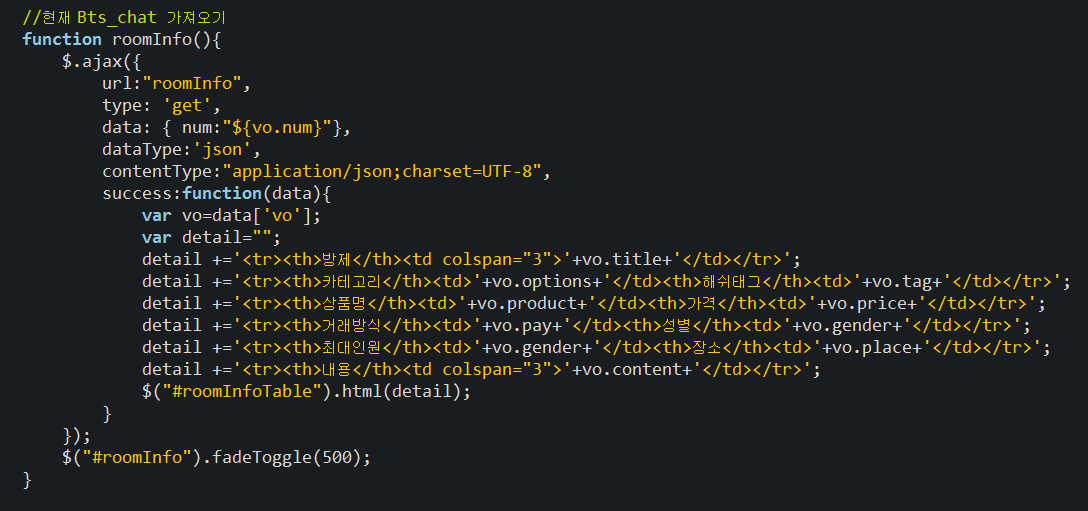 //현재 Bts_chat 가져오기
function roomInfo(){
    $.ajax({
        url:"roomInfo",
        type: 'get',
        data: { num:"${vo.num}"},
        dataType:'json',
        contentType:"application/json;charset=UTF-8",
        success:function(data){
            var vo=data['vo'];
            var detail="";
            detail +='<tr><th>방제</th><td colspan="3">'+vo.title+'</td></tr>';
            detail +='<tr><th>카테고리</th><td>'+vo.options+'</td><th>해쉬태그</th><td>'+vo.tag+'</td></tr>';
            detail +='<tr><th>상품명</th><td>'+vo.product+'</td><th>가격</th><td>'+vo.price+'</td></tr>';
            detail +='<tr><th>거래방식</th><td>'+vo.pay+'</td><th>성별</th><td>'+vo.gender+'</td></tr>';
            detail +='<tr><th>최대인원</th><td>'+vo.gender+'</td><th>장소</th><td>'+vo.place+'</td></tr>';
            detail +='<tr><th>내용</th><td colspan="3">'+vo.content+'</td></tr>';
            $("#roomInfoTable").html(detail);
        }
    });
    $("#roomInfo").fadeToggle(500);
}